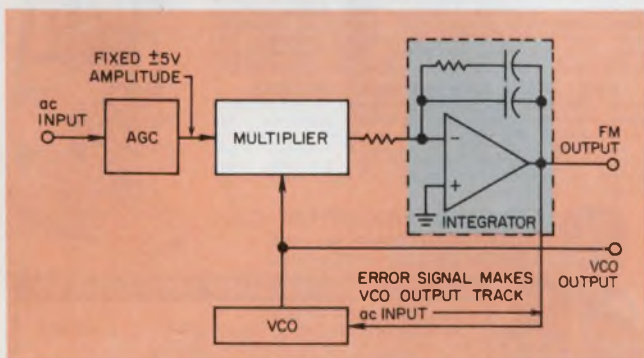 FIXED ±5V
AMPLITUDE
ac
INPUT
AGC
MULTIPLIER
−
+
INTEGRATOR
FM
OUTPUT
VCO
OUTPUT
ERROR SIGNAL MAKES
VCO OUTPUT TRACK
ac INPUT
VCO